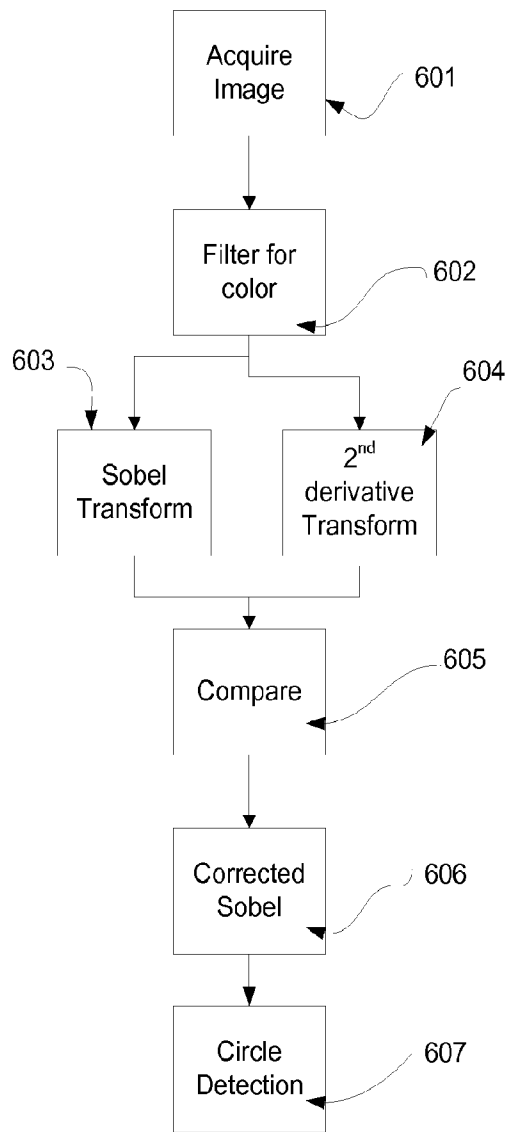 Acquire
Image
601
Filter for
color
602
603
604
Sobel
Transform
2nd
derivative
Transform
Compare
605
Corrected
Sobel
606
Circle
Detection
607